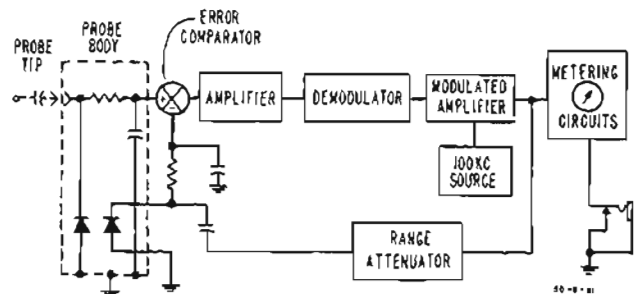 ERROR
COMPARATOR
PROBE
BODY
PROBE
TIP
AMPLIFIER
DEMODULATOR
MODULATED
AMPLIFIER
METERING
CIRCUITS
100KC
SOURCE
RANGE
ATTENUATOR